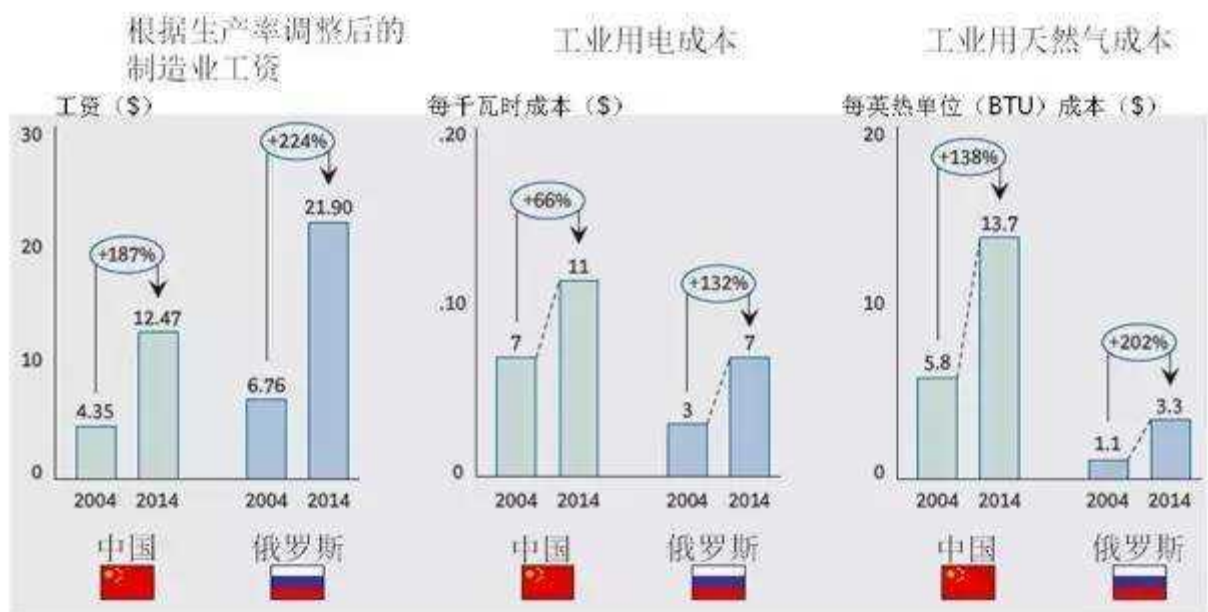 根据生产率调整后的
制造业工资
工资（$）
30
20
10
0
+187%
4.35
12.47
+224%
6.76
21.90
2004 2014 2004 2014
中国 俄罗斯
工业用电成本
每千瓦时成本（$）
.20
.10
0
+66%
7
11
+132%
3
7
2004 2014 2004 2014
中国 俄罗斯
工业用天然气成本
每英热单位（BTU）成本（$）
20
10
0
+138%
5.8
13.7
+202%
1.1
3.3
2004 2014 2004 2014
中国 俄罗斯